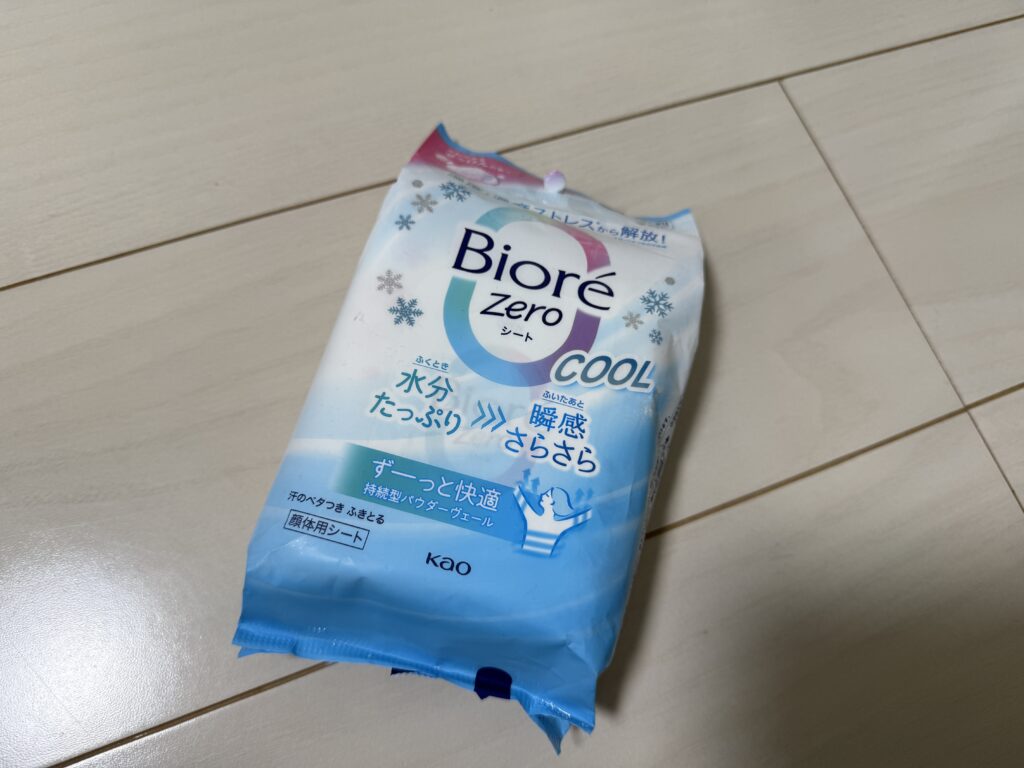 ストレスから解放!
Bioré
Zero
シート
COOL
ふくとき
水分
たっぷり
ふいたあと
瞬感
さらさら
ずーっと快適
持続型パウダーヴェール
汗のベタつき ふきとる
顔体用シート
Kao